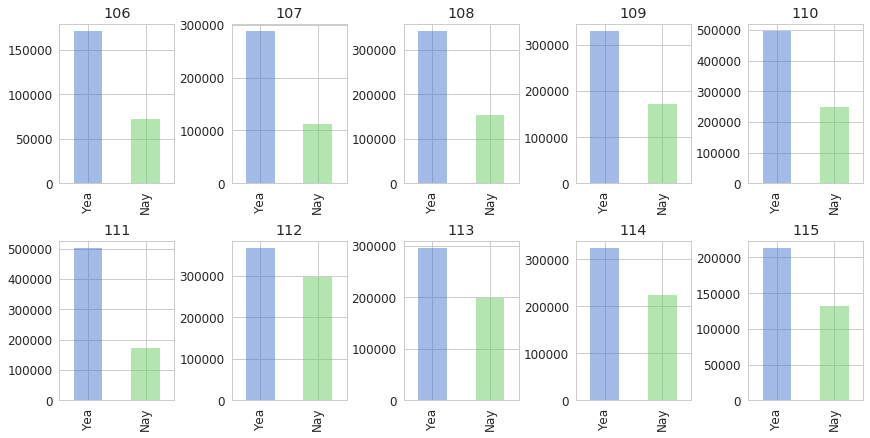 106 107 108 109 110
150000 300000 300000 300000 500000
100000 200000 200000 200000 400000
50000 100000 100000 100000 300000
0 0 0 0 200000
100000
0
Yea Nay Yea Nay Yea Nay Yea Nay Yea Nay
111 112 113 114 115
500000 300000 300000 300000 200000
400000 200000 200000 200000 150000
300000 100000 100000 100000 100000
200000 0 0 0 50000
100000 0
0
Yea Nay Yea Nay Yea Nay Yea Nay Yea Nay